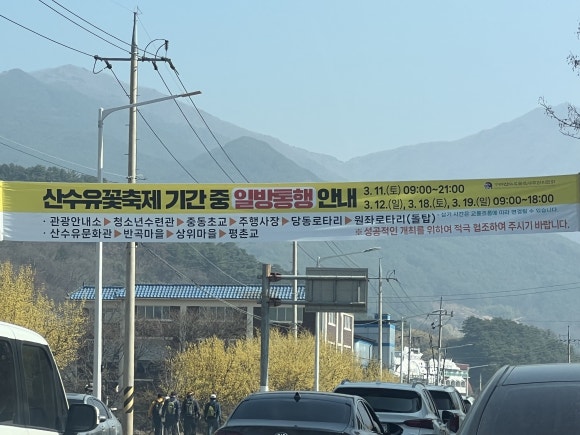 산수유꽃축제 기간 중 일방통행 안내
3. 11.(토) 09:00~21:00
3. 12.(일), 3. 18.(토), 3. 19.(일) 09:00~18:00
· 관광안내소▶청소년수련관▶중동초교▶주행사장▶당동로타리▶원좌로타리(돌탑)
· 산수유문화관▶반곡마을▶상위마을▶평촌교
※성공적인 개최를 위하여 적극 협조하여 주시기 바랍니다.